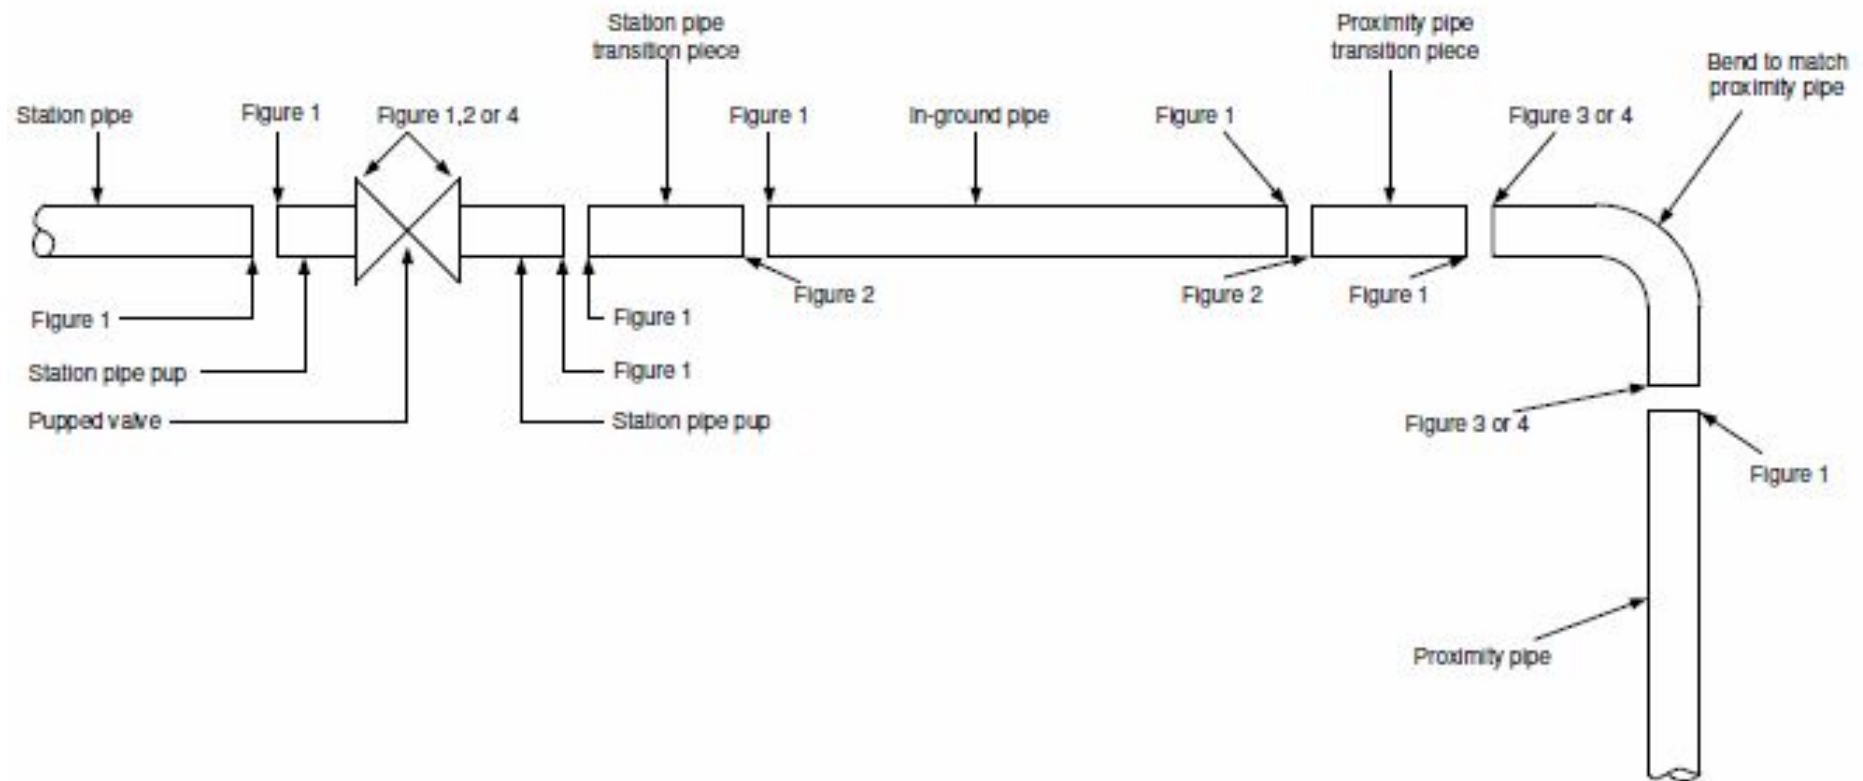 Station pipe
transition piece
Proximity pipe
transition piece
Bend to match
proximity pipe
Station pipe
Figure 1
Figure 1,2 or 4
Figure 1
In-ground pipe
Figure 1
Figure 3 or 4
Figure 2
Figure 2
Figure 1
Figure 1
Figure 1
Station pipe pup
Figure 1
Pupped valve
Station pipe pup
Figure 3 or 4
Figure 1
Proximity pipe